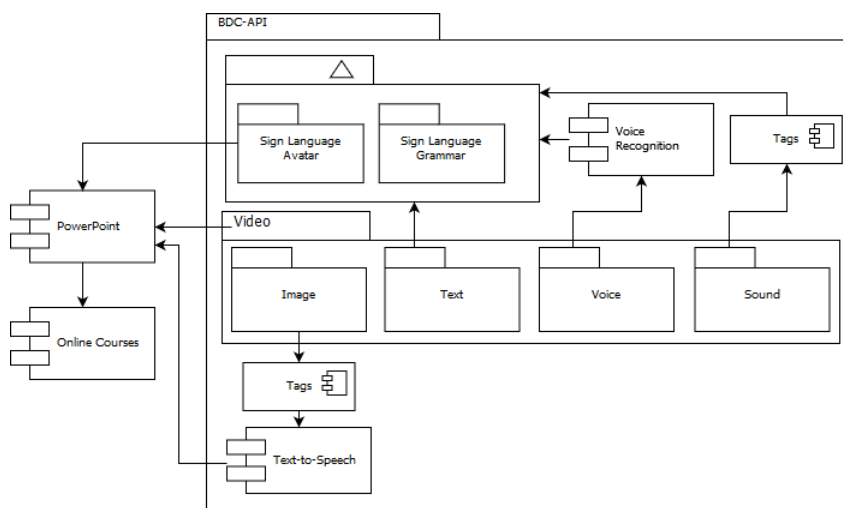 BDC-API
Sign Language
Avatar
Sign Language
Grammar
Voice
Recognition
Tags
PowerPoint
Video
Image
Text
Voice
Sound
Online Courses
Tags
Text-to-Speech